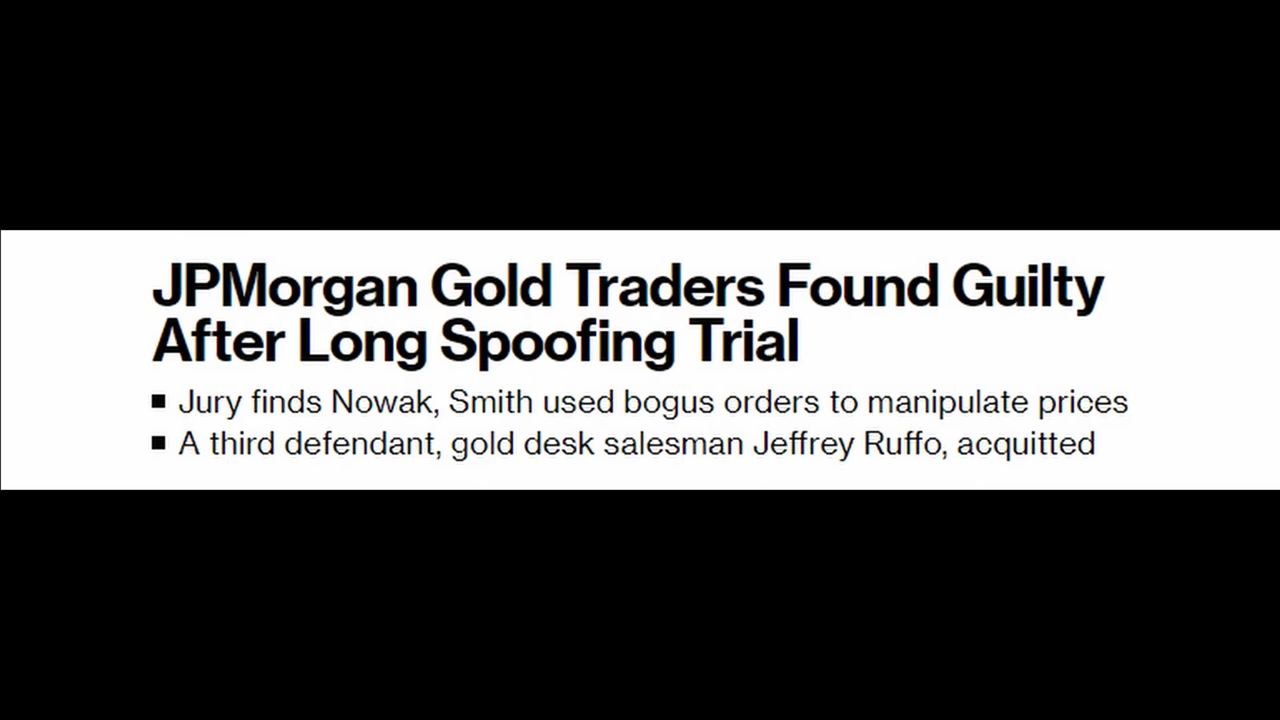 JPMorgan Gold Traders Found Guilty
After Long Spoofing Trial
▪ Jury finds Nowak, Smith used bogus orders to manipulate prices
▪ A third defendant, gold desk salesman Jeffrey Ruffo, acquitted